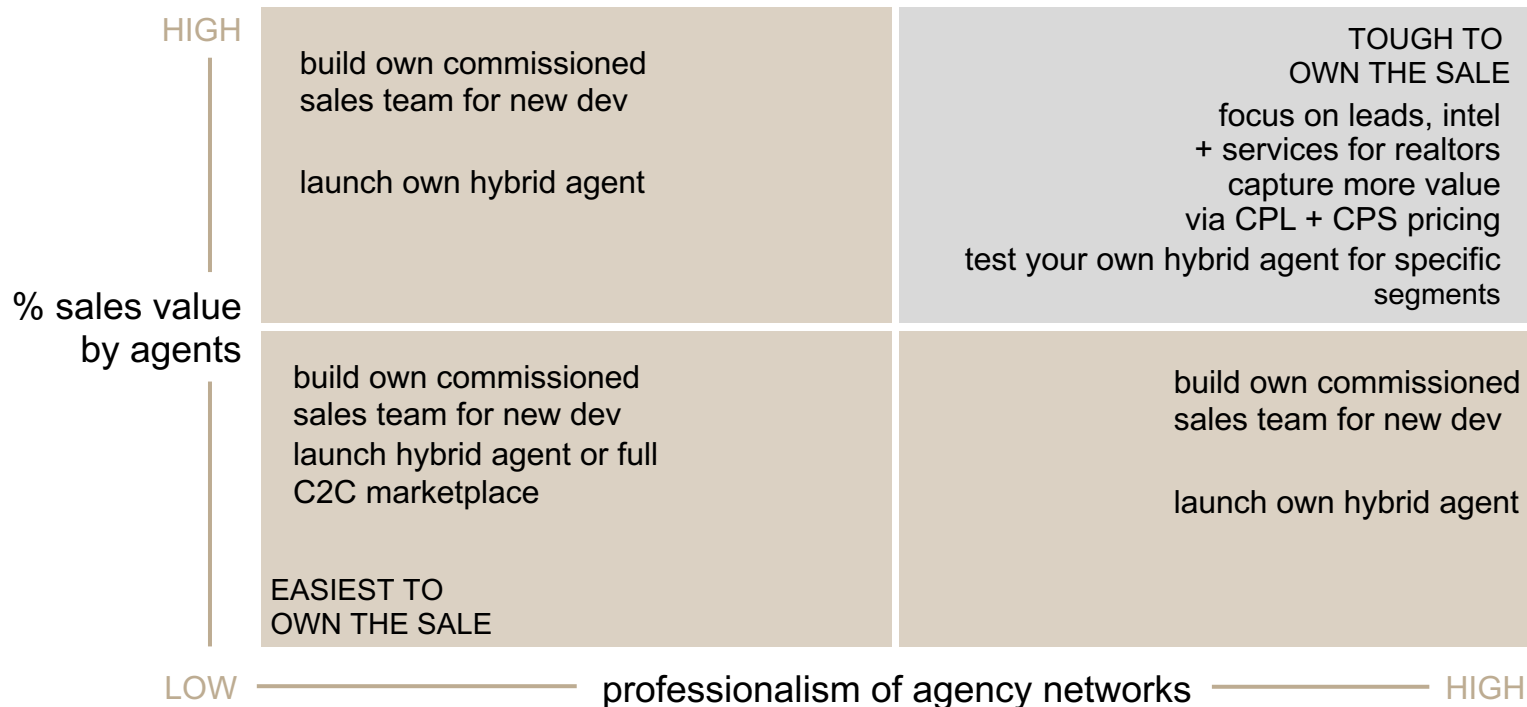 HIGH
build own commissioned
sales team for new dev
launch own hybrid agent
TOUGH TO
OWN THE SALE
focus on leads, intel
+ services for realtors
capture more value
via CPL + CPS pricing
test your own hybrid agent for specific
segments
% sales value
by agents
build own commissioned
sales team for new dev
launch hybrid agent or full
C2C marketplace
EASIEST TO
OWN THE SALE
build own commissioned
sales team for new dev
launch own hybrid agent
LOW
professionalism of agency networks
HIGH